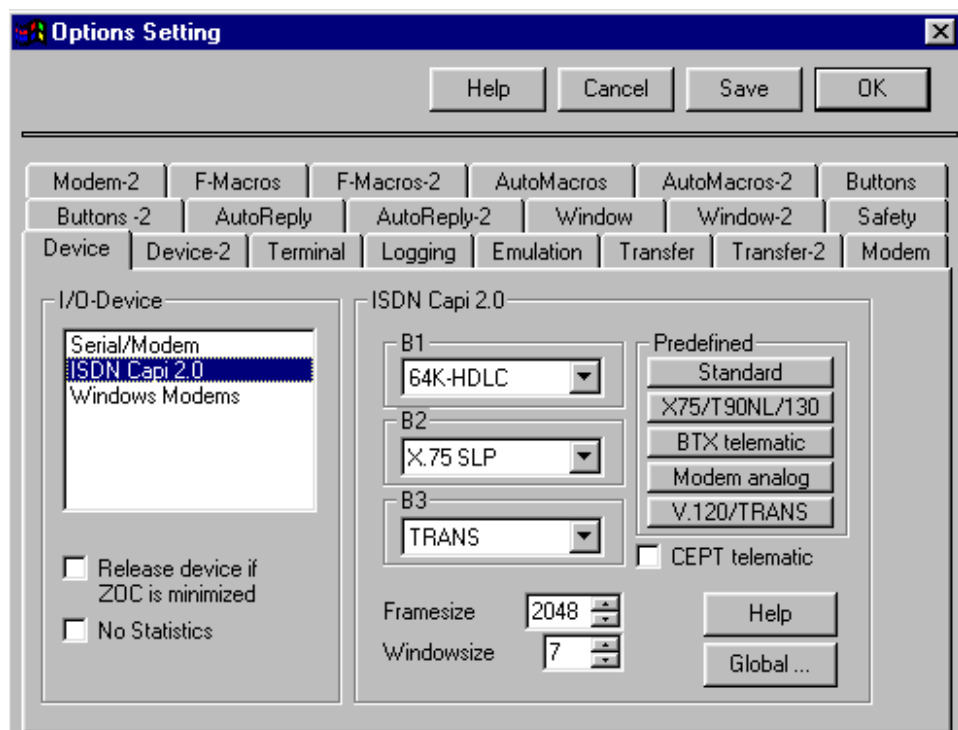 Options Setting
Help Cancel Save OK
Modem-2 F-Macros F-Macros-2 AutoMacros AutoMacros-2 Buttons
Buttons -2 AutoReply AutoReply-2 Window Window-2 Safety
Device Device-2 Terminal Logging Emulation Transfer Transfer-2 Modem
I/O-Device
Serial/Modem
ISDN Capi 2.0
Windows Modems
Release device if
ZOC is minimized
No Statistics
ISDN Capi 2.0
B1
64K-HDLC
B2
X.75 SLP
B3
TRANS
Predefined
Standard
X75/T90NL/130
BTX telematic
Modem analog
V.120/TRANS
CEPT telematic
Framesize 2048
Windowsize 7
Help
Global ...